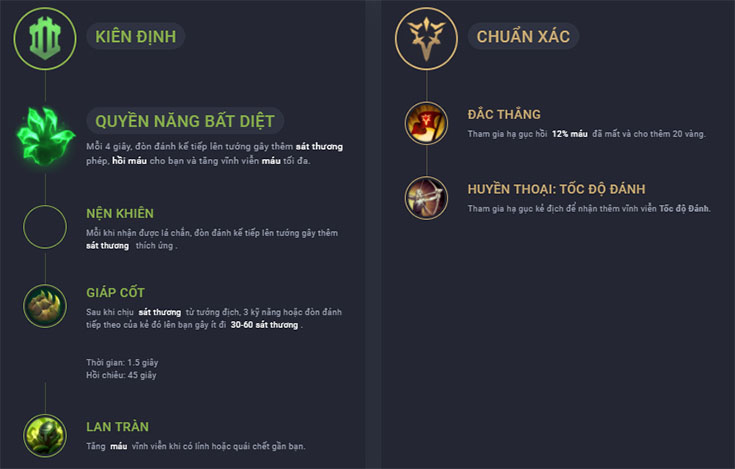 KIÊN ĐỊNH
QUYỀN NĂNG BẤT DIỆT
Mỗi 4 giây, đòn đánh kế tiếp lên tướng gây thêm sát thương
phép, hồi máu cho bạn và tăng vĩnh viễn máu tối đa.
NỆN KHIÊN
Mỗi khi nhận được lá chắn, đòn đánh kế tiếp lên tướng gây thêm
sát thương thích ứng .
GIÁP CỐT
Sau khi chịu sát thương từ tướng địch, 3 kỹ năng hoặc đòn đánh
tiếp theo của kẻ đó lên bạn gây ít đi 30-60 sát thương .
Thời gian: 1.5 giây
Hồi chiêu: 45 giây
LAN TRÀN
Tăng máu vĩnh viễn khi có lính hoặc quái chết gần bạn.
CHUẨN XÁC
ĐẮC THẮNG
Tham gia hạ gục hồi 12% máu đã mất và cho thêm 20 vàng.
HUYỀN THOẠI: TỐC ĐỘ ĐÁNH
Tham gia hạ gục kẻ địch để nhận thêm vĩnh viễn Tốc độ Đánh.